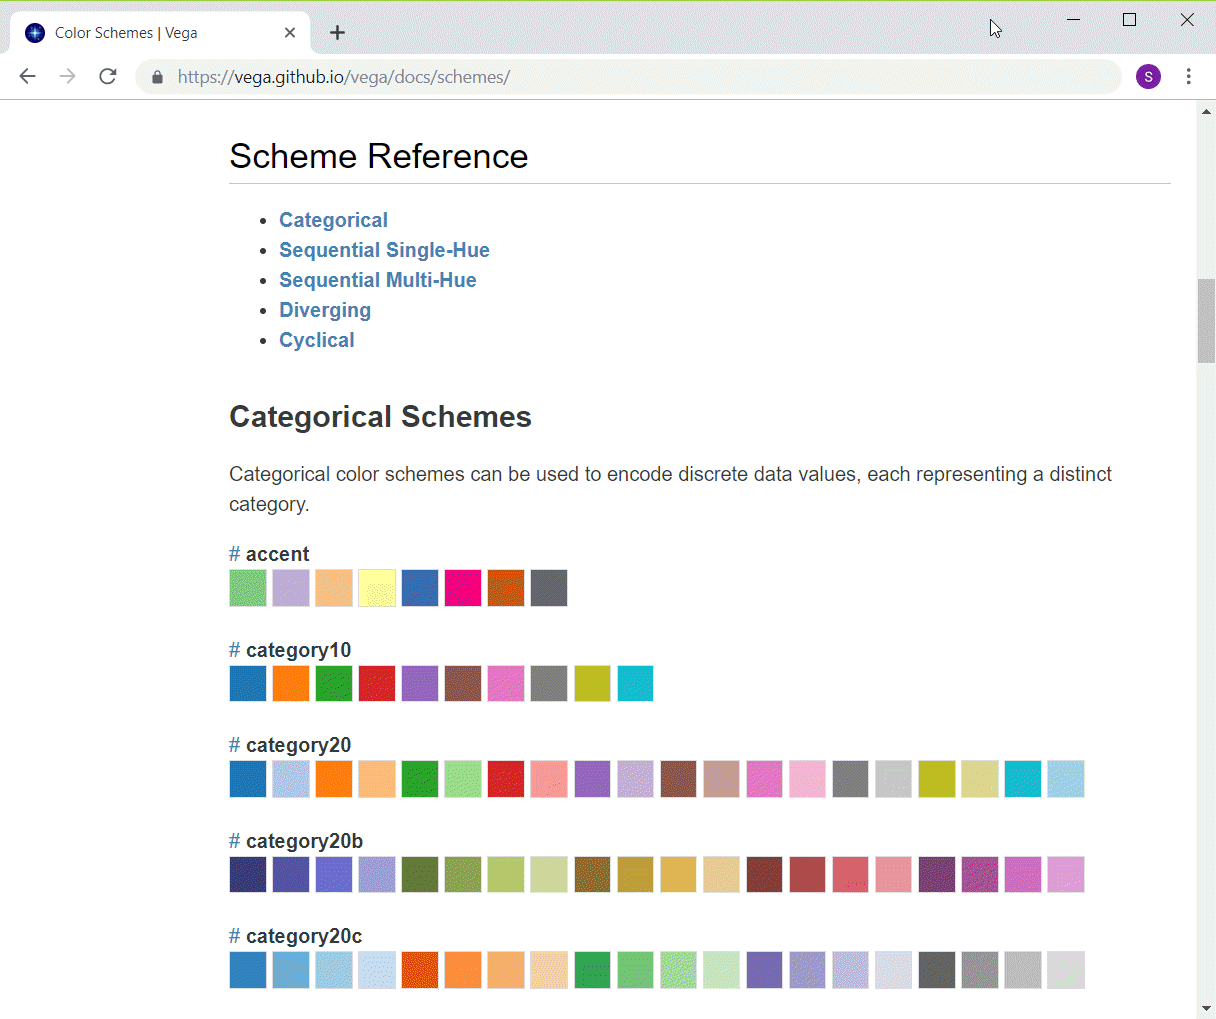 Color Schemes | Vega
https://vega.github.io/vega/docs/schemes/
S
Scheme Reference
Categorical
Sequential Single-Hue
Sequential Multi-Hue
Diverging
Cyclical
Categorical Schemes
Categorical color schemes can be used to encode discrete data values, each representing a distinct
category.
# accent
# category10
# category20
# category20b
# category20c